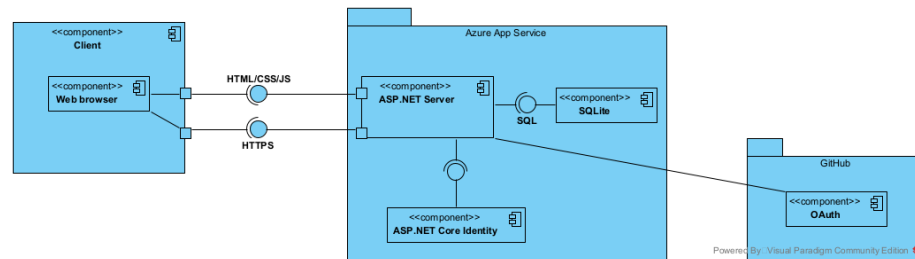 <<component>>
Client
<<component>>
Web browser
HTML/CSS/JS
HTTPS
Azure App Service
<<component>>
ASP.NET Server
SQL
<<component>>
SQLite
<<component>>
ASP.NET Core Identity
GitHub
<<component>>
OAuth
Powered By Visual Paradigm Community Edition